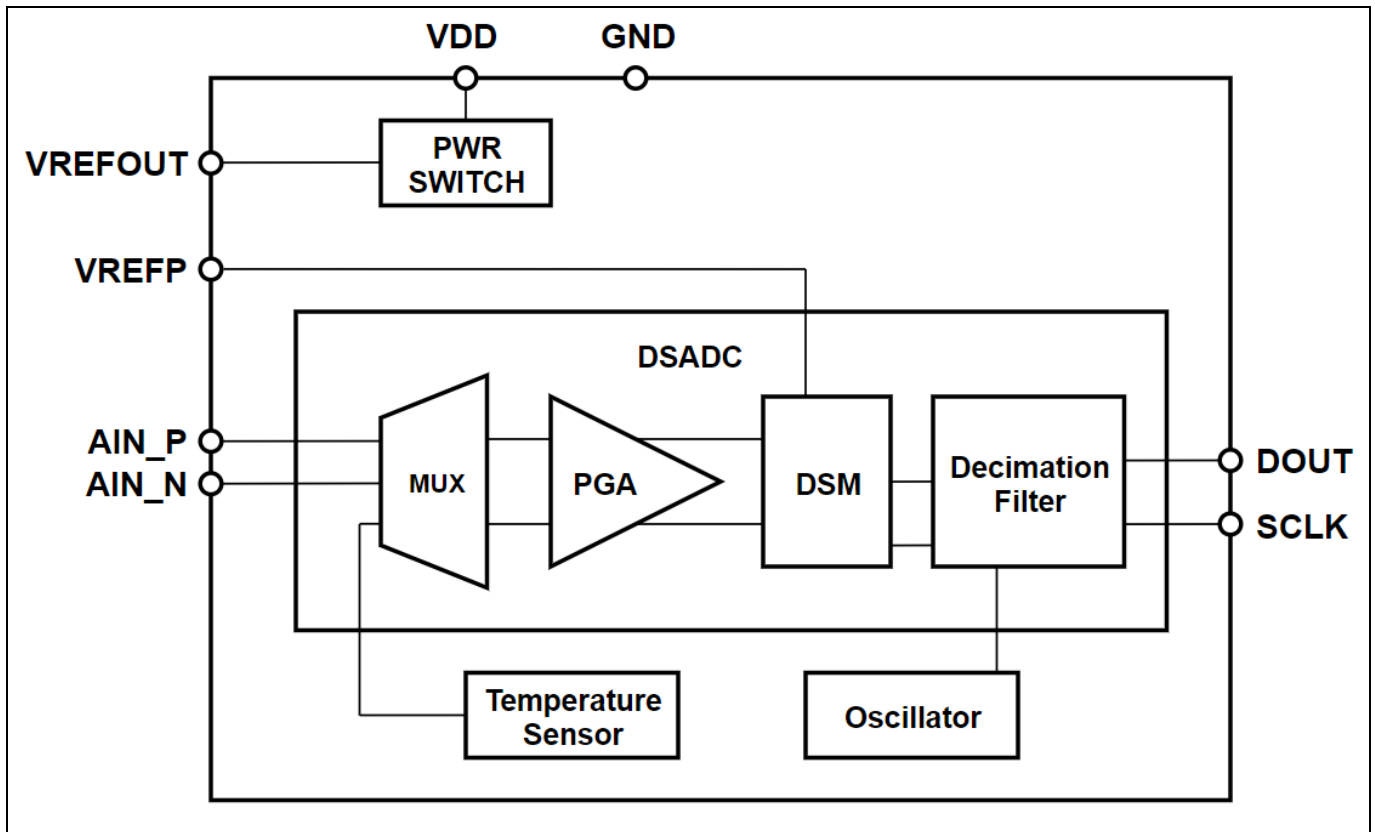 VDD
GND
VREFOUT
PWR
SWITCH
VREFP
DSADC
AIN_P
AIN_N
MUX
PGA
DSM
Decimation
Filter
DOUT
SCLK
Temperature
Sensor
Oscillator